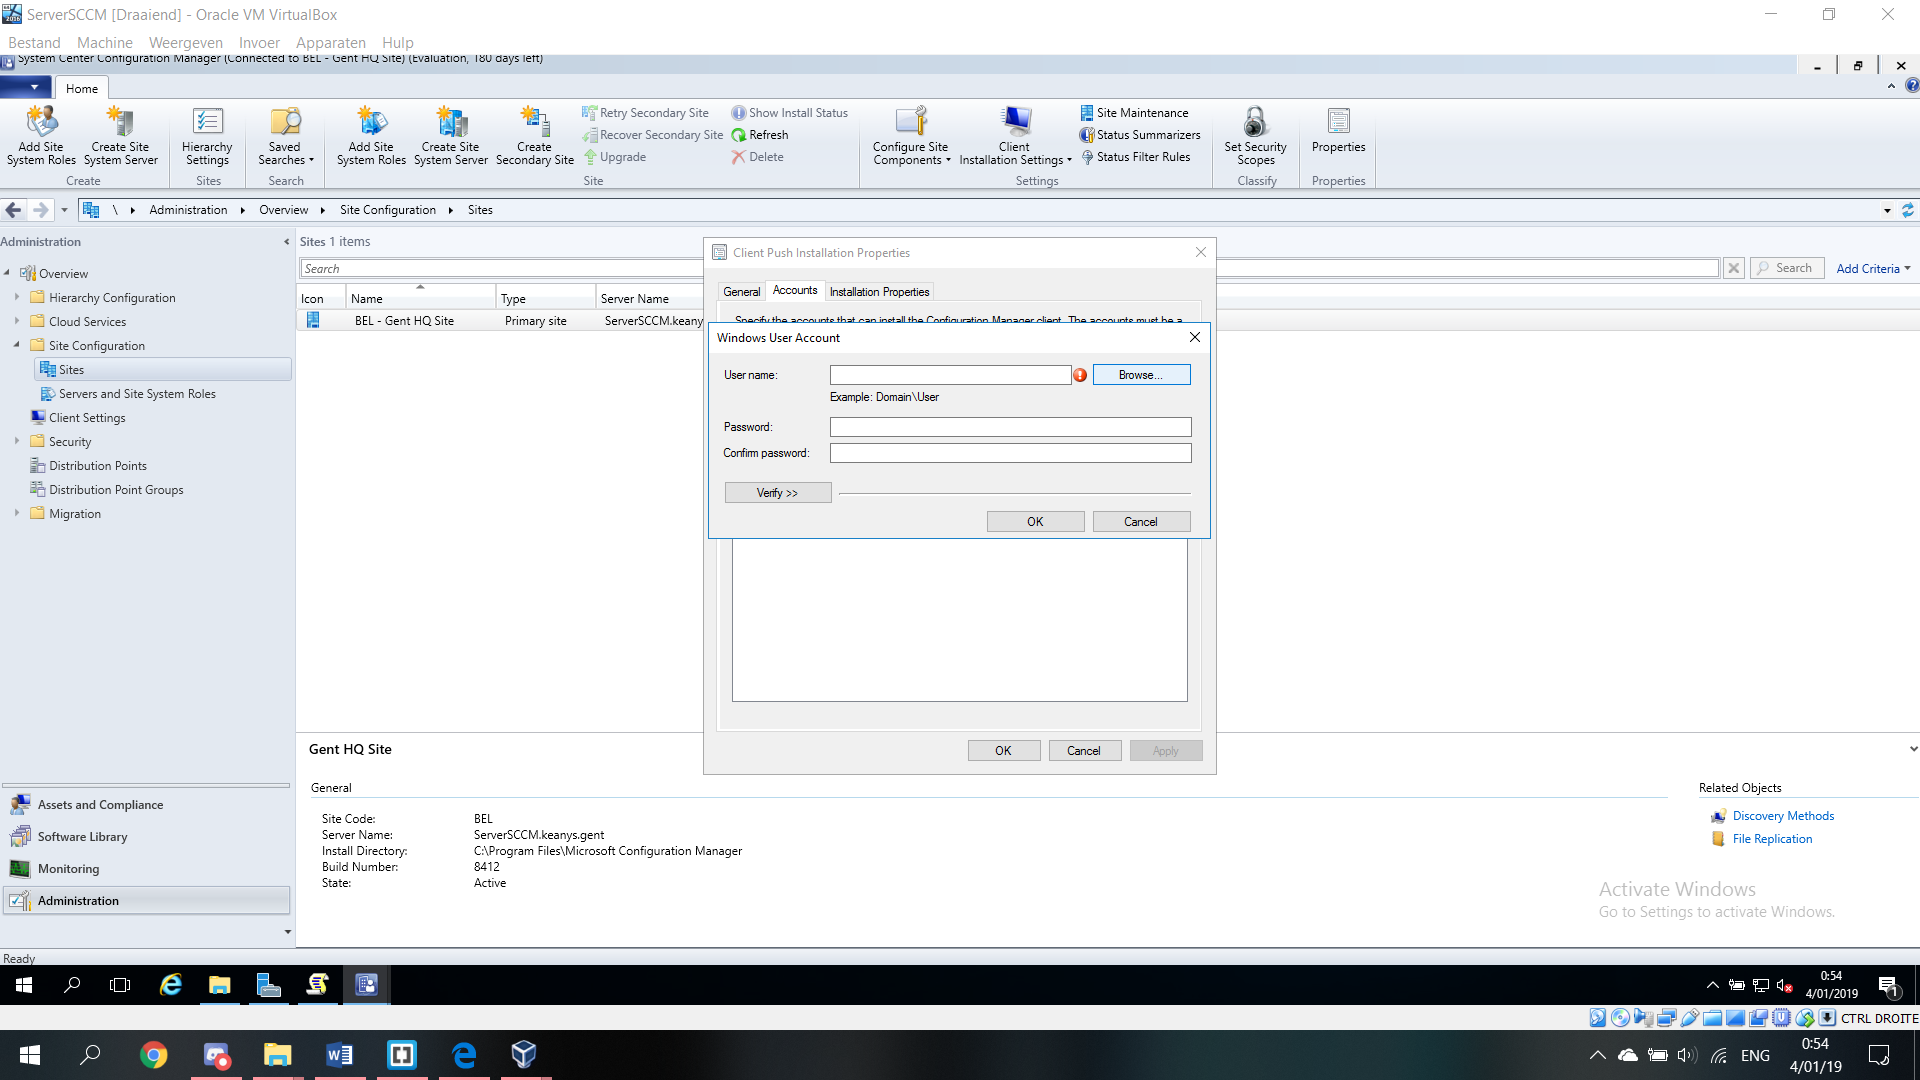 ServerSCCM [Draaiend] - Oracle VM VirtualBox
Bestand Machine Weergeven Invoer Apparaten Hulp
System Center Configuration Manager (Connected to BEL - Gent HQ Site) (Evaluation, 180 days left)
Home
Add Site System Roles
Create Site System Server
Create
Hierarchy Settings
Sites
Saved Searches
Search
Add Site System Roles
Create Site System Server
Create Secondary Site
Retry Secondary Site
Recover Secondary Site
Upgrade
Show Install Status
Refresh
Delete
Site
Configure Site Components
Client Installation Settings
Site Maintenance
Status Summarizers
Status Filter Rules
Settings
Set Security Scopes
Classify
Properties
Properties
\ Administration Overview Site Configuration Sites
Administration
Overview
Hierarchy Configuration
Cloud Services
Site Configuration
Sites
Servers and Site System Roles
Client Settings
Security
Distribution Points
Distribution Point Groups
Migration
Assets and Compliance
Software Library
Monitoring
Administration
Ready
Sites 1 items
Search
Search
Add Criteria
Icon Name Type Server Name
BEL - Gent HQ Site Primary site ServerSCCM.keany
Client Push Installation Properties
General Accounts Installation Properties
Specify the accounts that can install the Configuration Manager client. The accounts must be a
Windows User Account
User name:
Browse...
Example: Domain\User
Password:
Confirm password:
Verify >>
OK Cancel
OK Cancel Apply
Gent HQ Site
General
Site Code: BEL
Server Name: ServerSCCM.keanys.gent
Install Directory: C:\Program Files\Microsoft Configuration Manager
Build Number: 8412
State: Active
Related Objects
Discovery Methods
File Replication
Activate Windows
Go to Settings to activate Windows.
0:54
4/01/2019
1
CTRL DROITE
ENG
0:54
4/01/19